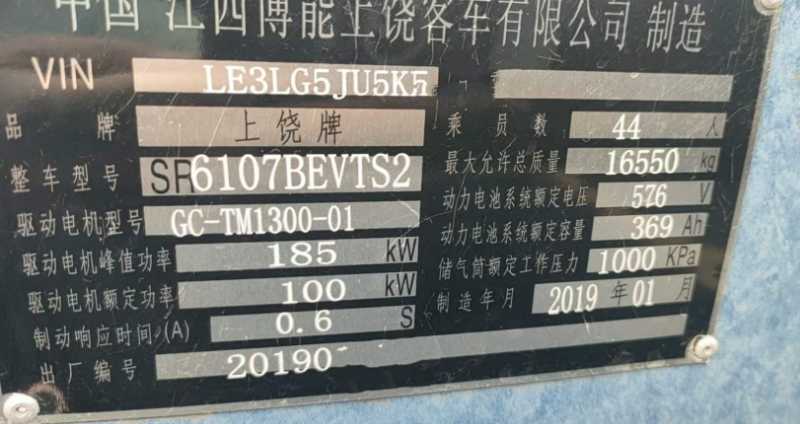 中国 江西博能上饶客车有限公司 制造
VIN LE3LG5JU5K5
品牌 上饶牌 乘员数 44 人
整车型号 SR6107BEVTS2 最大允许总质量 16550 kg
驱动电机型号 GC-TM1300-01 动力电池系统额定电压 576 V
驱动电机峰值功率 185 kW 动力电池系统额定容量 369 Ah
驱动电机额定功率 100 kW 储气筒额定工作压力 1000 KPa
制动响应时间(A) 0.6 S 制造年月 2019 年 01 月
出厂编号 20190